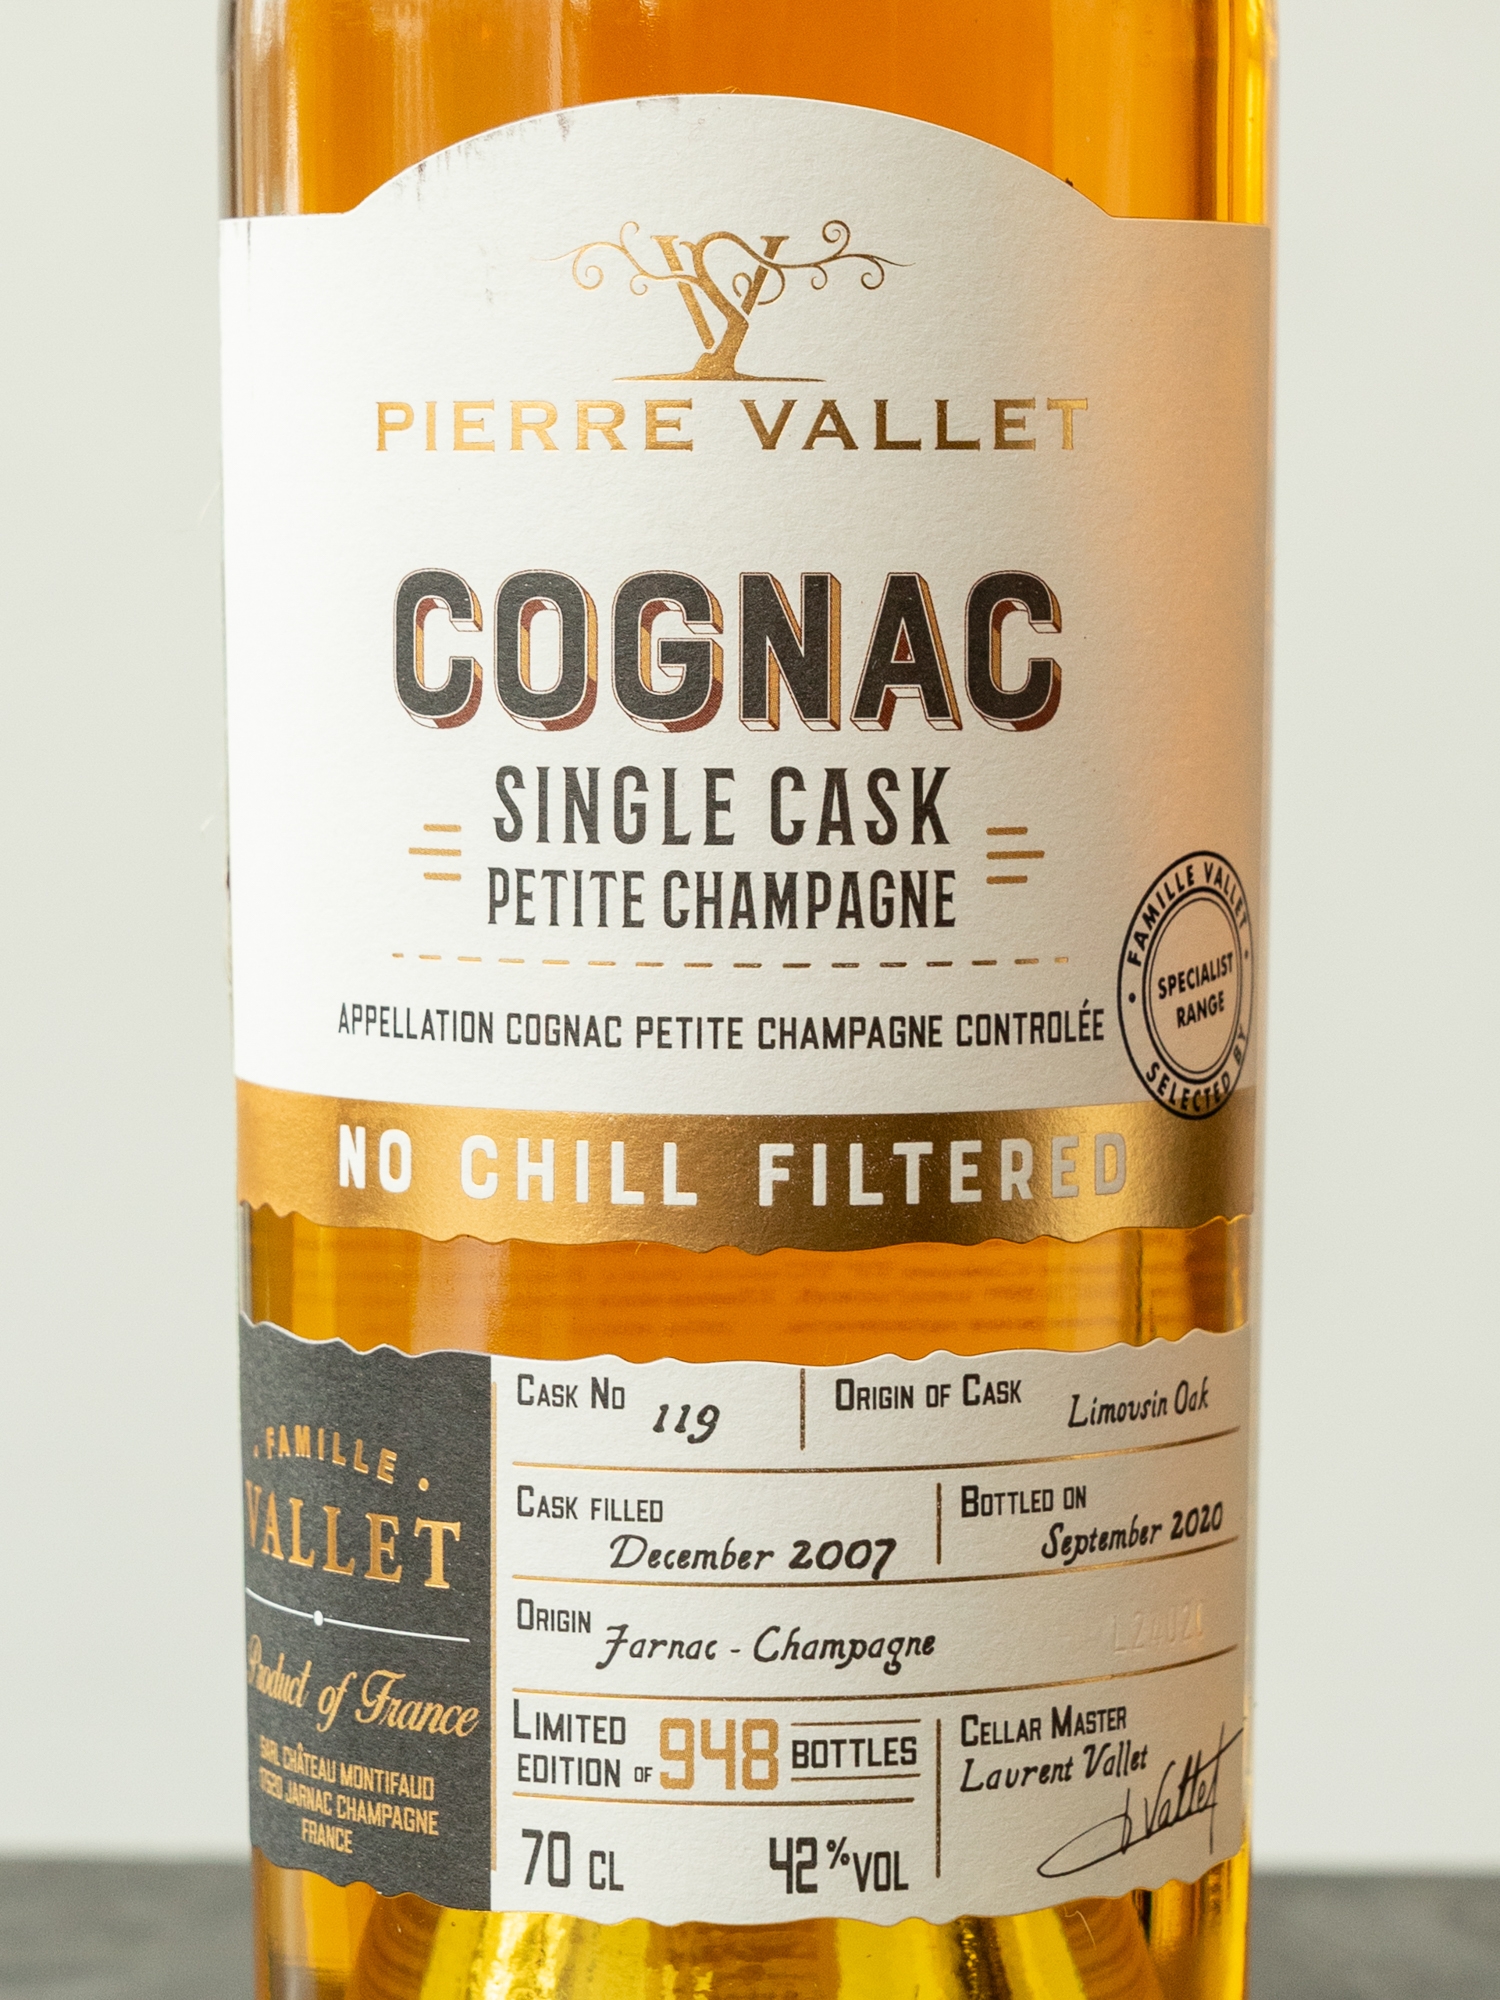 PIERRE VALLET
COGNAC
SINGLE CASK
PETITE CHAMPAGNE
APPELLATION COGNAC PETITE CHAMPAGNE CONTROLÉE
FAMILLE VALLET
SPECIALIST
RANGE
SELECTED BY
NO CHILL FILTERED
FAMILLE
VALLET
Product of France
SARL CHÂTEAU MONTIFAUD
JARNAC CHAMPAGNE
FRANCE
CASK NO 119
ORIGIN OF CASK Limousin Oak
CASK FILLED
December 2007
BOTTLED ON
September 2020
ORIGIN Jarnac - Champagne
LIMITED
EDITION OF 948 BOTTLES
70 CL 42%VOL
CELLAR MASTER
Laurent Vallet